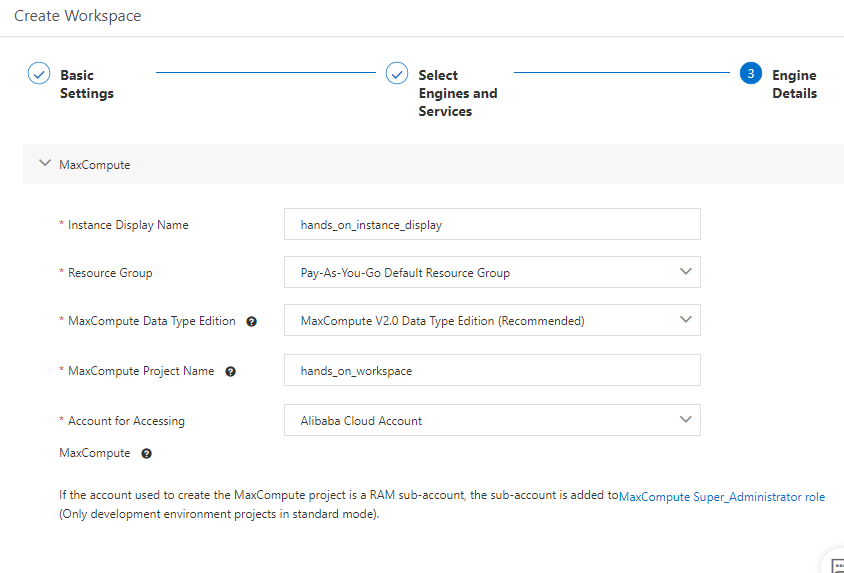 Create Workspace
Basic Settings
Select Engines and Services
3 Engine Details
MaxCompute
* Instance Display Name hands_on_instance_display
* Resource Group Pay-As-You-Go Default Resource Group
* MaxCompute Data Type Edition ? MaxCompute V2.0 Data Type Edition (Recommended)
* MaxCompute Project Name ? hands_on_workspace
* Account for Accessing MaxCompute ? Alibaba Cloud Account
If the account used to create the MaxCompute project is a RAM sub-account, the sub-account is added toMaxCompute Super_Administrator role
(Only development environment projects in standard mode).